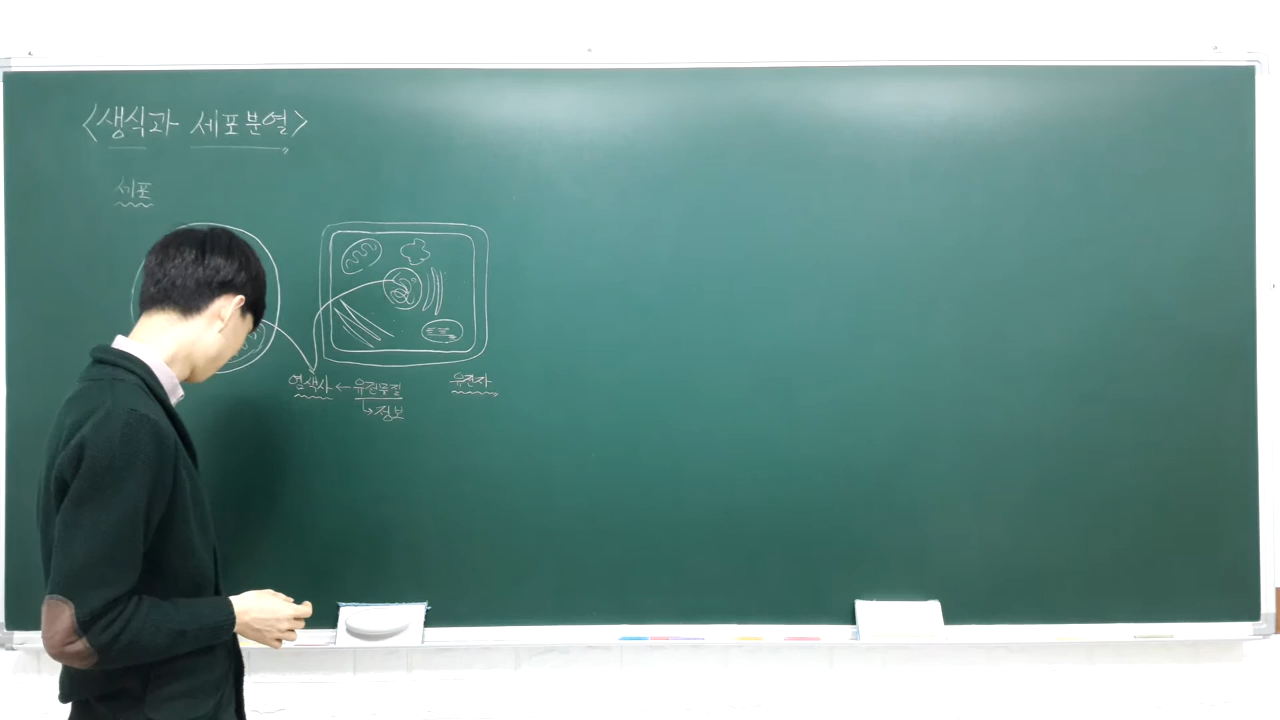 <생식과 세포분열>
세포
염색사 ← 유전물질
↳ 정보
유전자